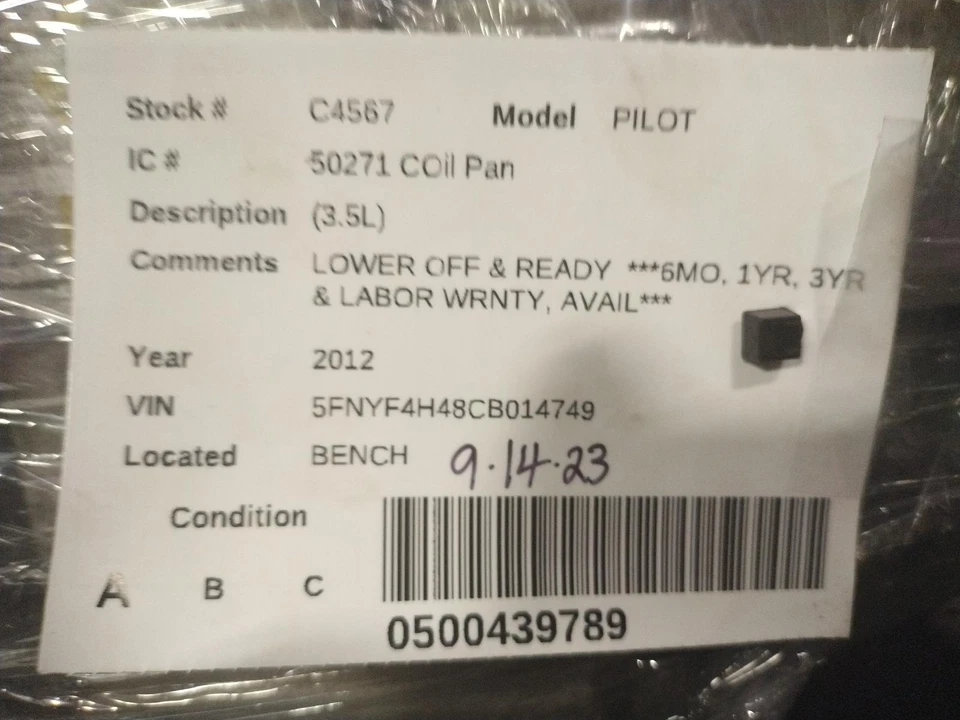 Stock # C4567 Model PILOT
IC # 50271 COil Pan
Description (3.5L)
Comments LOWER OFF & READY ***6MO, 1YR, 3YR
& LABOR WRNTY, AVAIL***
Year 2012
VIN 5FNYF4H48CB014749
Located BENCH 9.14.23
Condition
A B C
0500439789